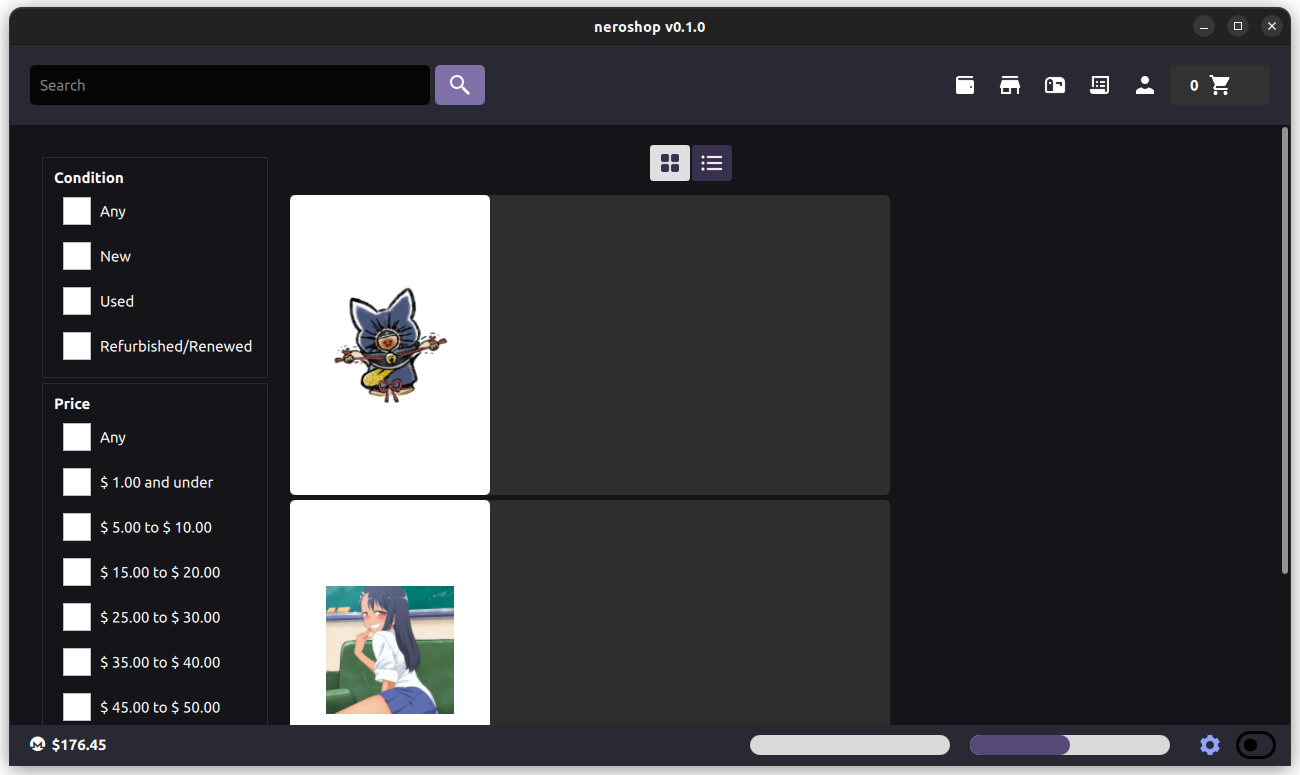 neroshop v0.1.0
Search
0
Condition
Any
New
Used
Refurbished/Renewed
Price
Any
$ 1.00 and under
$ 5.00 to $ 10.00
$ 15.00 to $ 20.00
$ 25.00 to $ 30.00
$ 35.00 to $ 40.00
$ 45.00 to $ 50.00
$176.45